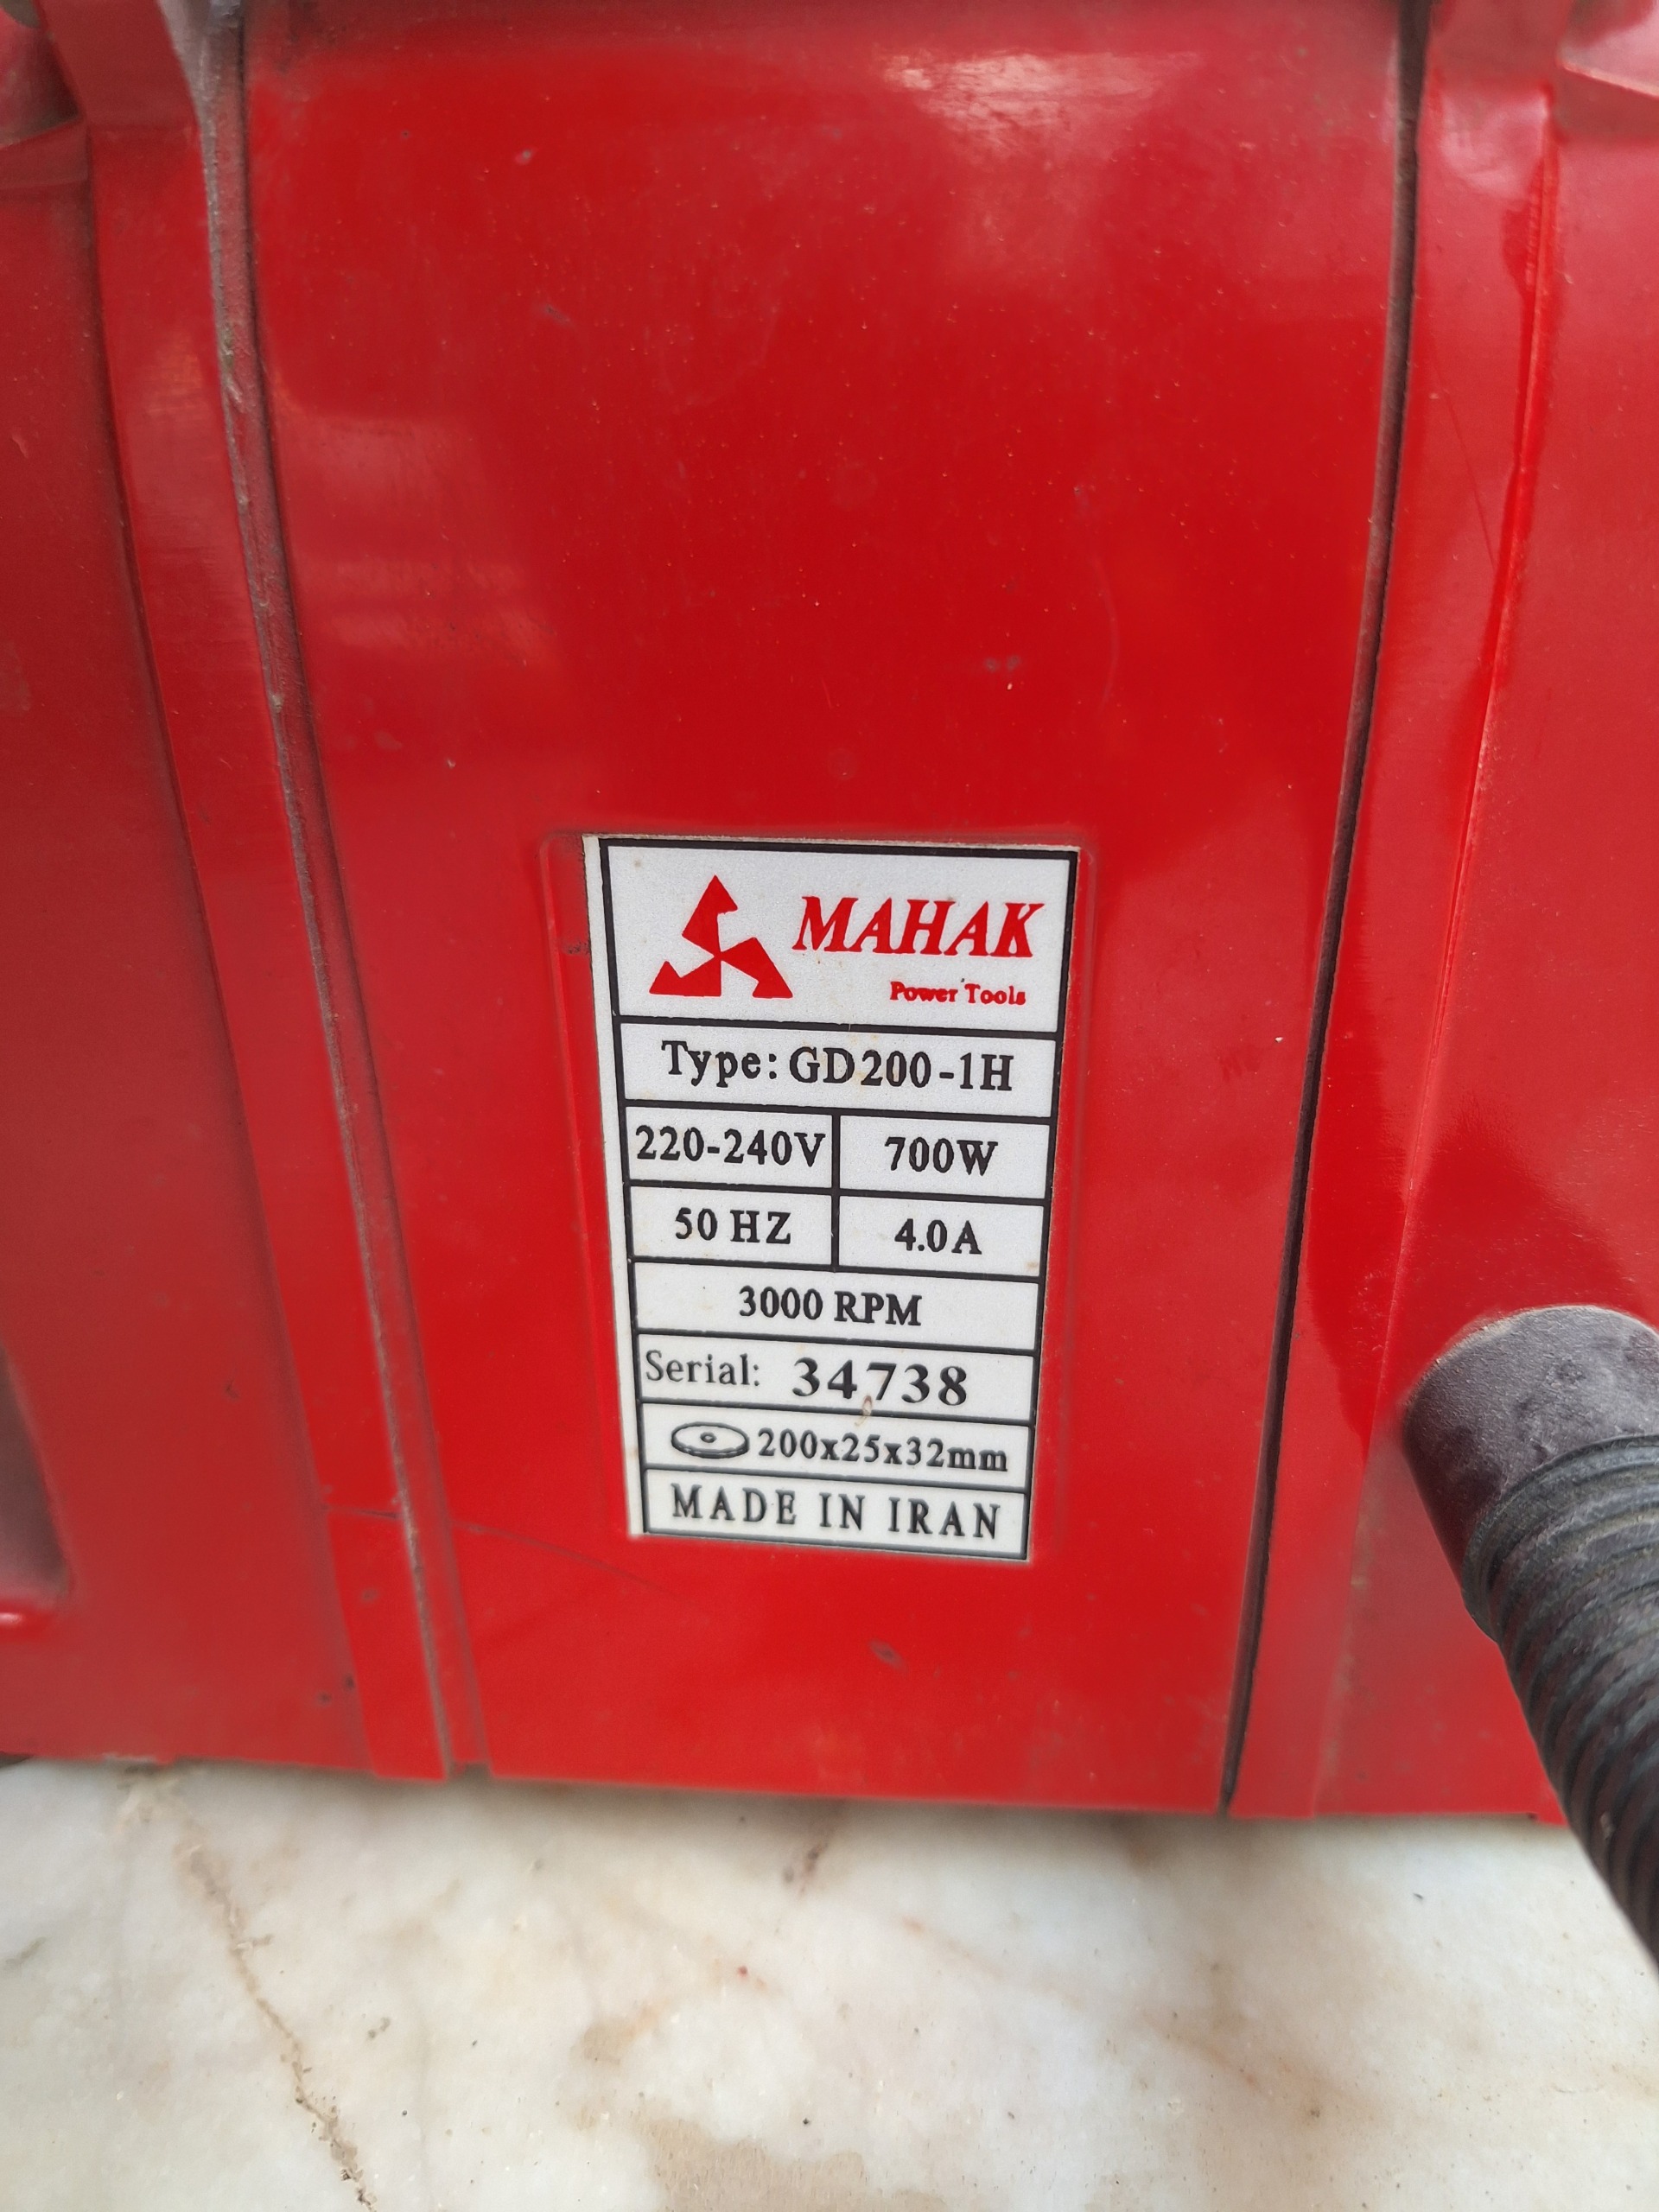 MAHAK
Power Tools
Type: GD200-1H
220-240V 700W
50 HZ 4.0A
3000 RPM
Serial: 34738
200x25x32mm
MADE IN IRAN